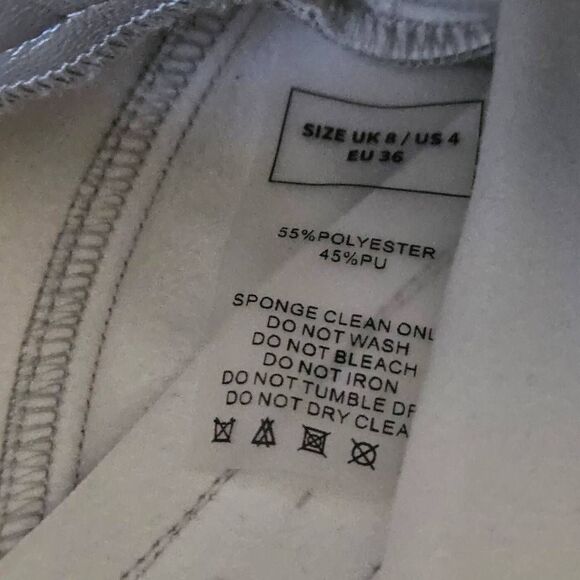 SIZE UK 8 / US 4
EU 36
55%POLYESTER
45%PU
SPONGE CLEAN ONL
DO NOT WASH
DO NOT BLEACH
DO NOT IRON
DO NOT TUMBLE DR
DO NOT DRY CLEA